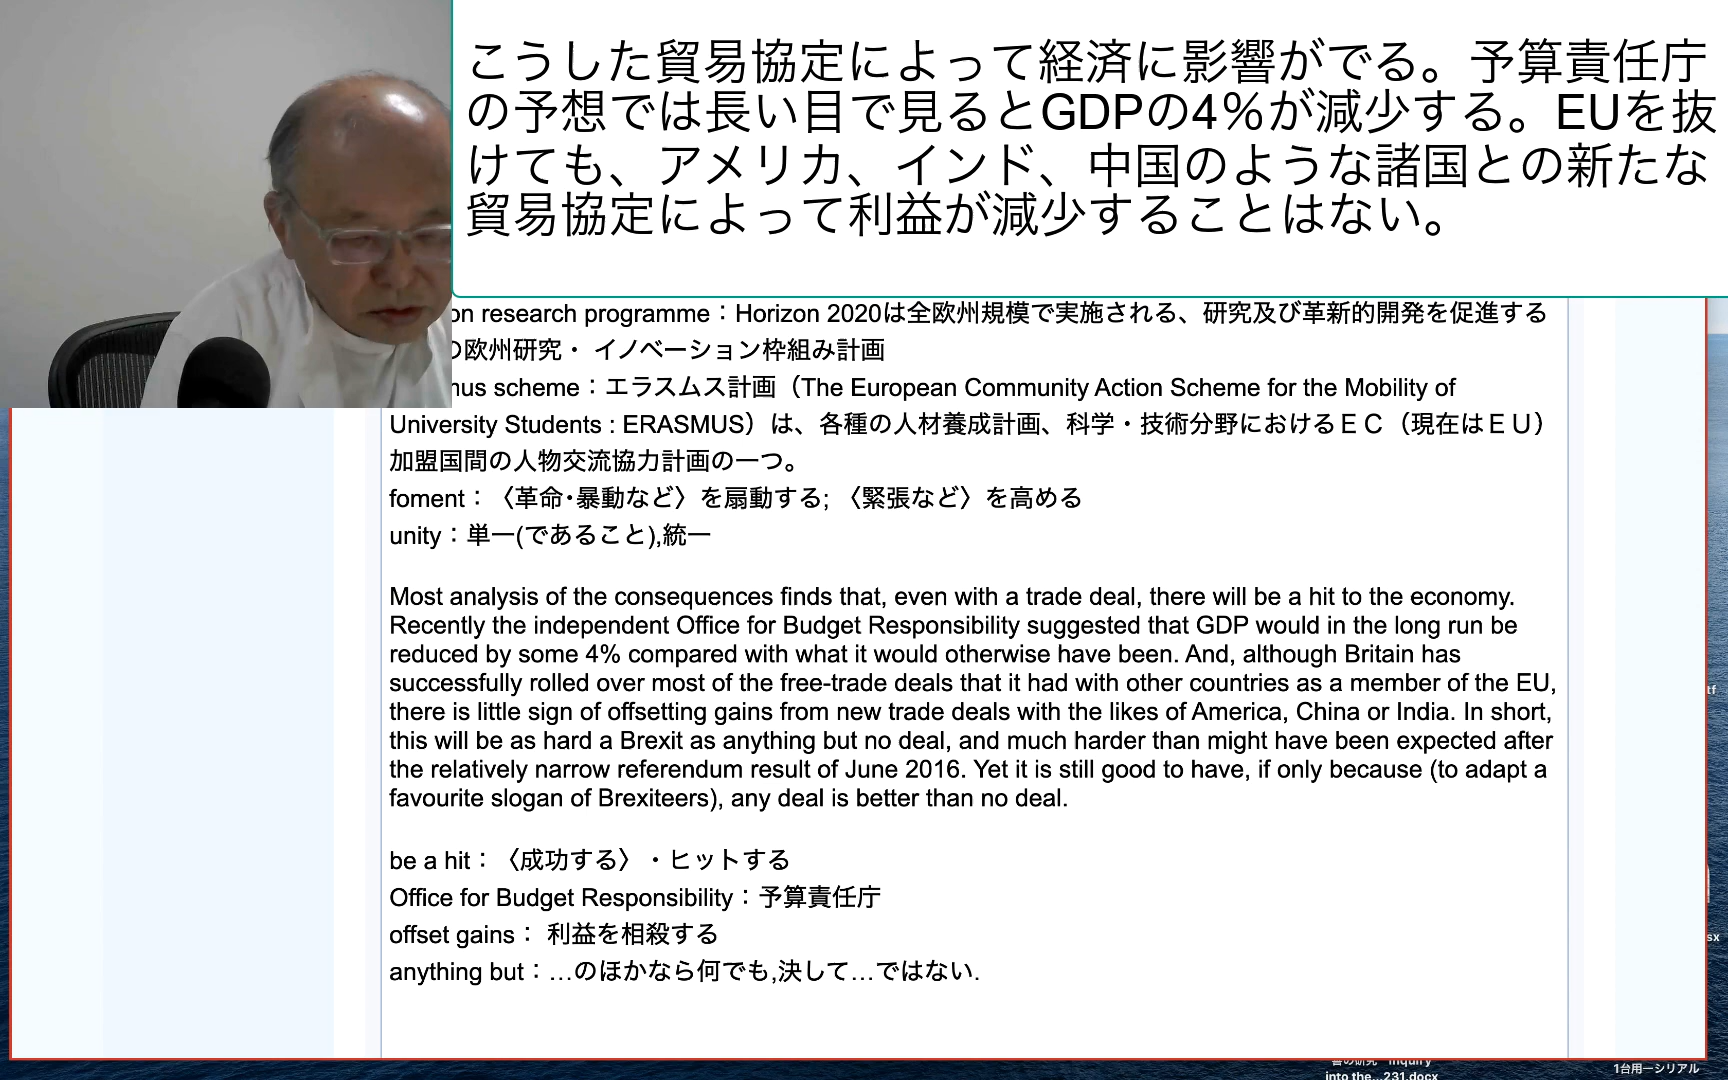 こうした貿易協定によって経済に影響がでる。予算責任庁
の予想では長い目で見るとGDPの4％が減少する。EUを抜
けても、アメリカ、インド、中国のような諸国との新たな
貿易協定によって利益が減少することはない。
on research programme：Horizon 2020は全欧州規模で実施される、研究及び革新的開発を促進する
の欧州研究・ イノベーション枠組み計画
nus scheme：エラスムス計画（The European Community Action Scheme for the Mobility of
University Students : ERASMUS）は、各種の人材養成計画、科学・技術分野におけるＥＣ（現在はＥＵ）
加盟国間の人物交流協力計画の一つ。
foment：〈革命･暴動など〉を扇動する; 〈緊張など〉を高める
unity：単一(であること),統一
Most analysis of the consequences finds that, even with a trade deal, there will be a hit to the economy.
Recently the independent Office for Budget Responsibility suggested that GDP would in the long run be
reduced by some 4% compared with what it would otherwise have been. And, although Britain has
successfully rolled over most of the free-trade deals that it had with other countries as a member of the EU,
there is little sign of offsetting gains from new trade deals with the likes of America, China or India. In short,
this will be as hard a Brexit as anything but no deal, and much harder than might have been expected after
the relatively narrow referendum result of June 2016. Yet it is still good to have, if only because (to adapt a
favourite slogan of Brexiteers), any deal is better than no deal.
be a hit：〈成功する〉・ヒットする
Office for Budget Responsibility：予算責任庁
offset gains： 利益を相殺する
anything but：…のほかなら何でも,決して…ではない.
tf
sx
善の研究 inquiry
into the...231.docx
1台用ーシリアル